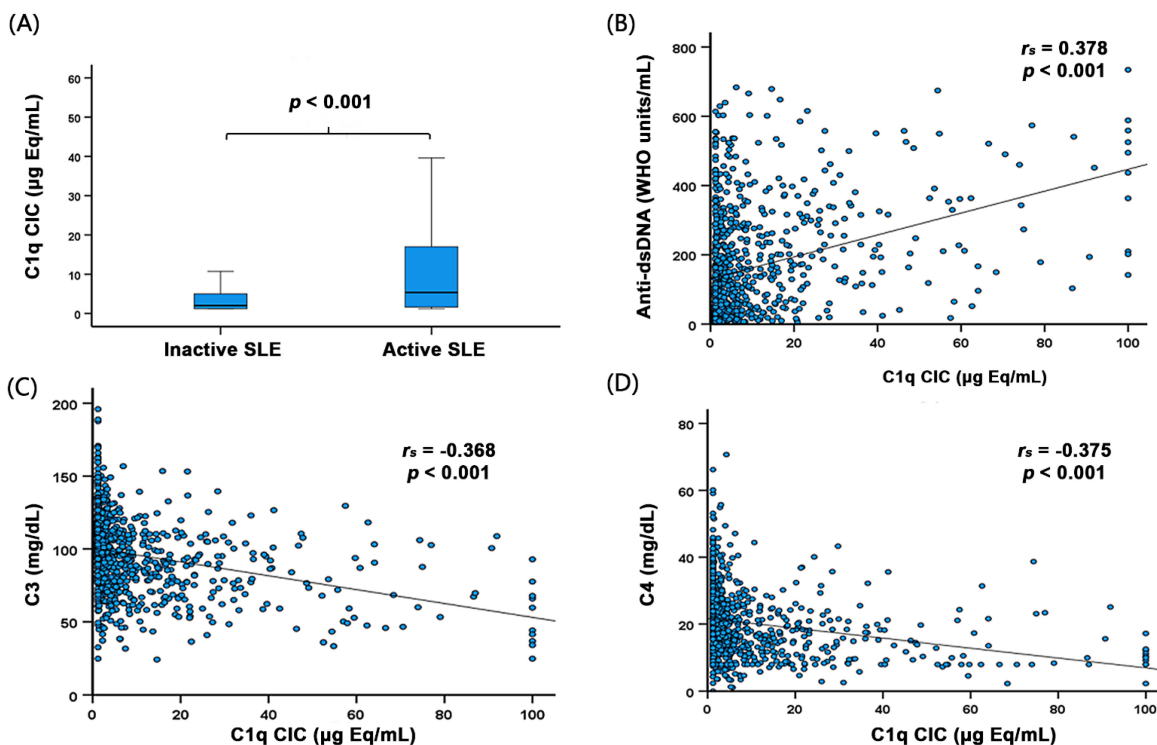 (A)
C1q CIC (µg Eq/mL)
60
50
40
30
20
10
0
p < 0.001
Inactive SLE
Active SLE
(B)
Anti-dsDNA (WHO units/mL)
800
600
400
200
0
rs = 0.378
p < 0.001
0 20 40 60 80 100
C1q CIC (µg Eq/mL)
(C)
C3 (mg/dL)
200
150
100
50
0
rs = -0.368
p < 0.001
0 20 40 60 80 100
C1q CIC (µg Eq/mL)
(D)
C4 (mg/dL)
80
60
40
20
0
rs = -0.375
p < 0.001
0 20 40 60 80 100
C1q CIC (µg Eq/mL)